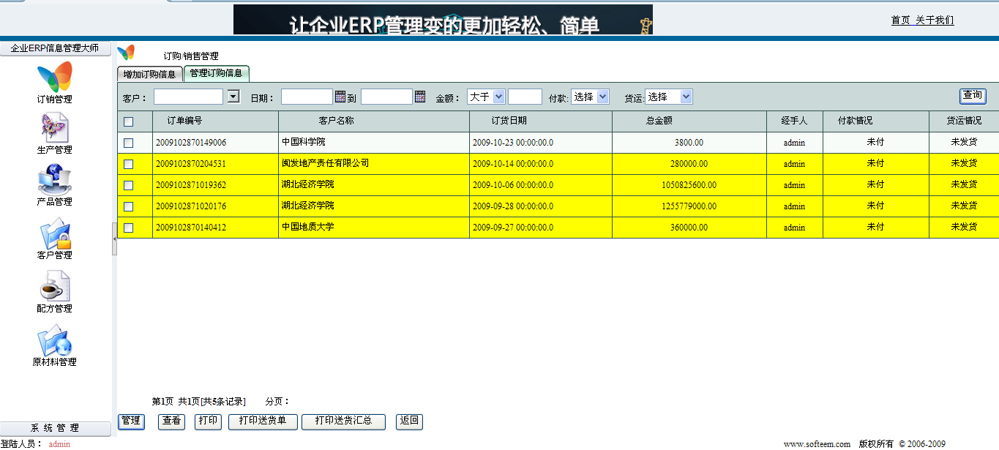 让企业ERP管理变的更加轻松、简单
首页 关于我们
企业ERP信息管理大师
订销管理
生产管理
产品管理
客户管理
配方管理
原材料管理
系 统 管 理
登陆人员： admin
订购/销售管理
增加订购信息 管理订购信息
客户： 日期： 到 金额： 大于 付款: 选择 货运: 选择 查询
订单编号 客户名称 订货日期 总金额 经手人 付款情况 货运情况
2009102870149006 中国科学院 2009-10-23 00:00:00.0 3800.00 admin 未付 未发货
2009102870204531 闽发地产责任有限公司 2009-10-14 00:00:00.0 280000.00 admin 未付 未发货
2009102871019362 湖北经济学院 2009-10-06 00:00:00.0 1050825600.00 admin 未付 未发货
2009102871020176 湖北经济学院 2009-09-28 00:00:00.0 1255779000.00 admin 未付 未发货
2009102870140412 中国地质大学 2009-09-27 00:00:00.0 360000.00 admin 未付 未发货
第1页 共1页[共5条记录] 分页：
管理 查看 打印 打印送货单 打印送货汇总 返回
www.softeem.com 版权所有 © 2006-2009